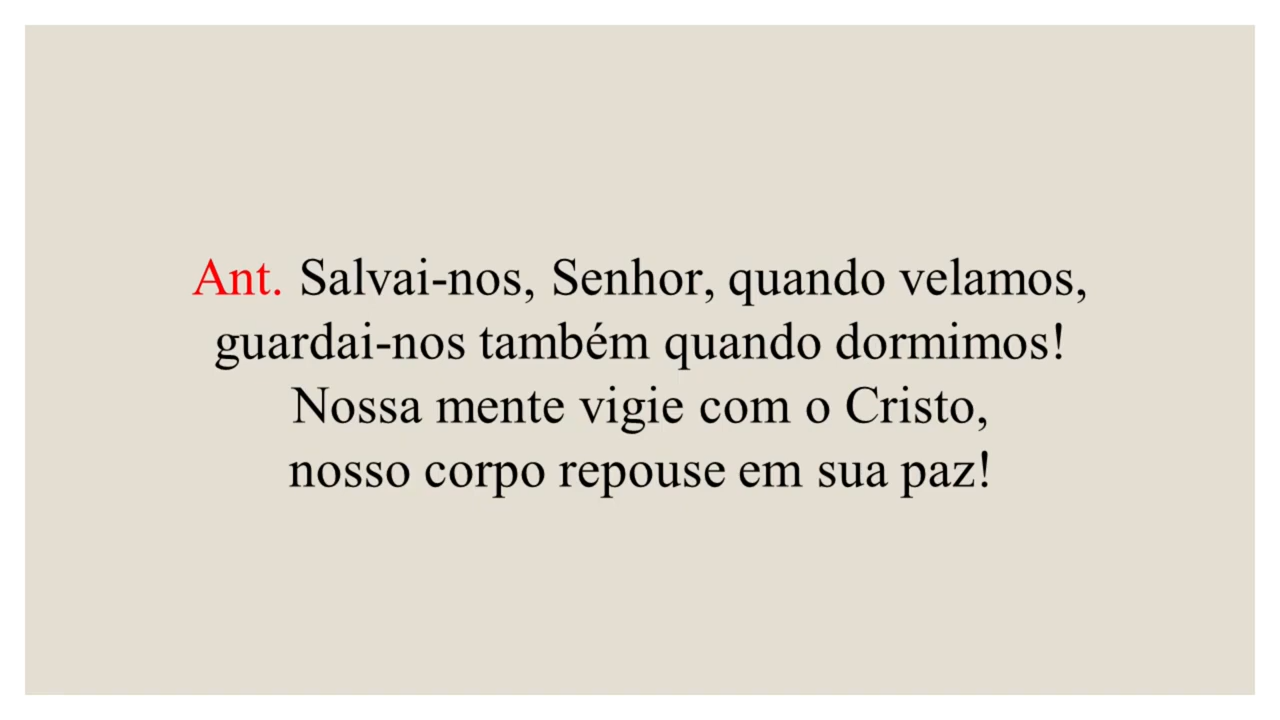 Ant. Salvai-nos, Senhor, quando velamos,
guardai-nos também quando dormimos!
Nossa mente vigie com o Cristo,
nosso corpo repouse em sua paz!